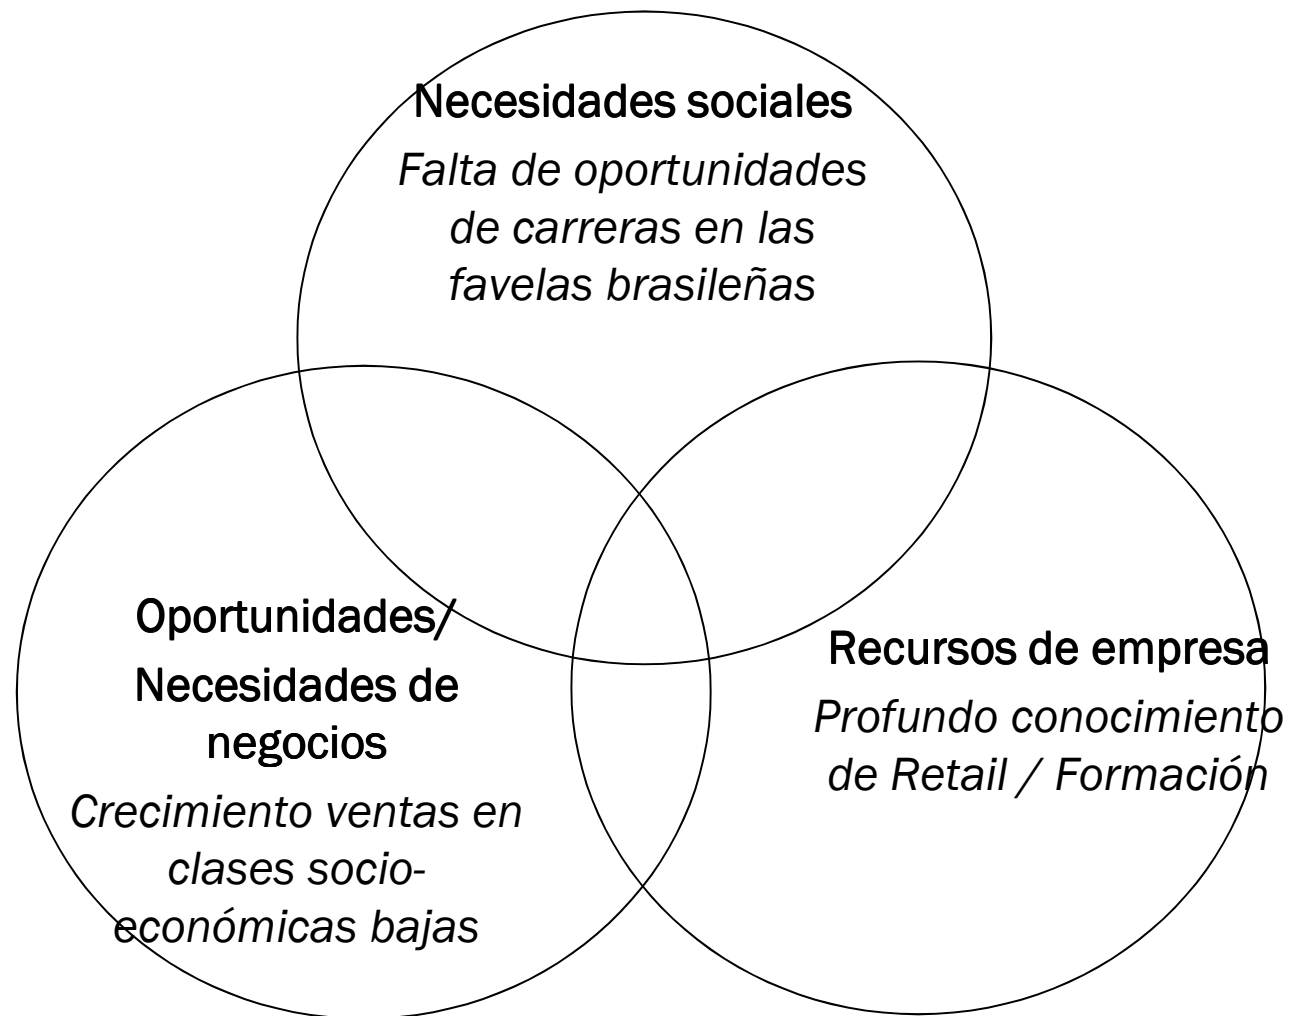 Necesidades sociales
Falta de oportunidades
de carreras en las
favelas brasileñas
Oportunidades/
Necesidades de
negocios
Crecimiento ventas en
clases socio-
económicas bajas
Recursos de empresa
Profundo conocimiento
de Retail / Formación